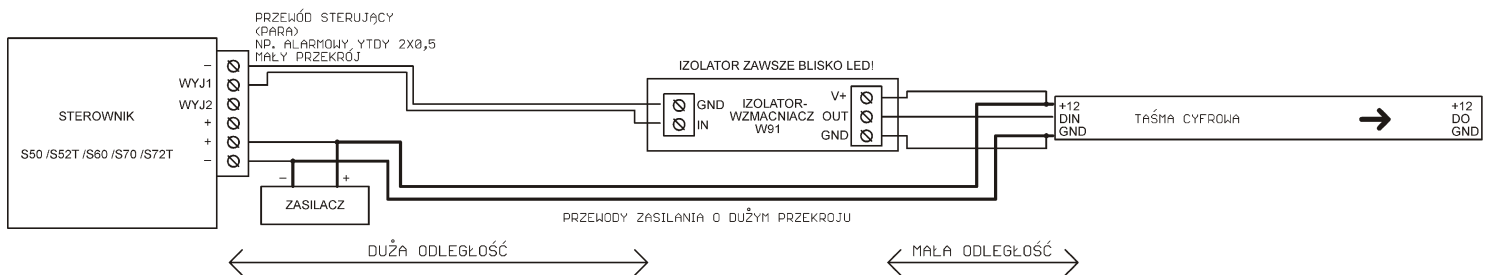 PRZEWÓD STERUJĄCY
(PARA)
NP. ALARMOWY YTDY 2X0,5
MAŁY PRZEKRÓJ
STEROWNIK
S50 /S52T /S60 /S70 /S72T
–
WYJ1
WYJ2
+
+
–
– +
ZASILACZ
IZOLATOR ZAWSZE BLISKO LED!
GND
IN
IZOLATOR-
WZMACNIACZ
W91
V+
OUT
GND
+12
DIN
GND
TAŚMA CYFROWA
+12
DO
GND
PRZEWODY ZASILANIA O DUŻYM PRZEKROJU
DUŻA ODLEGŁOŚĆ
MAŁA ODLEGŁOŚĆ